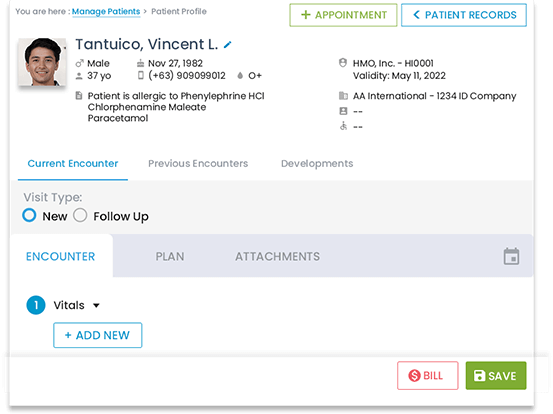 You are here : Manage Patients > Patient Profile
+ APPOINTMENT
< PATIENT RECORDS
Tantuico, Vincent L.
Male
Nov 27, 1982
HMO, Inc. - HI0001
37 yo
(+63) 909099012
O+
Validity: May 11, 2022
Patient is allergic to Phenylephrine HCI
AA International - 1234 ID Company
Chlorphenamine Maleate
--
Paracetamol
--
Current Encounter
Previous Encounters
Developments
Visit Type:
New
Follow Up
ENCOUNTER
PLAN
ATTACHMENTS
1 Vitals
+ ADD NEW
$ BILL
SAVE